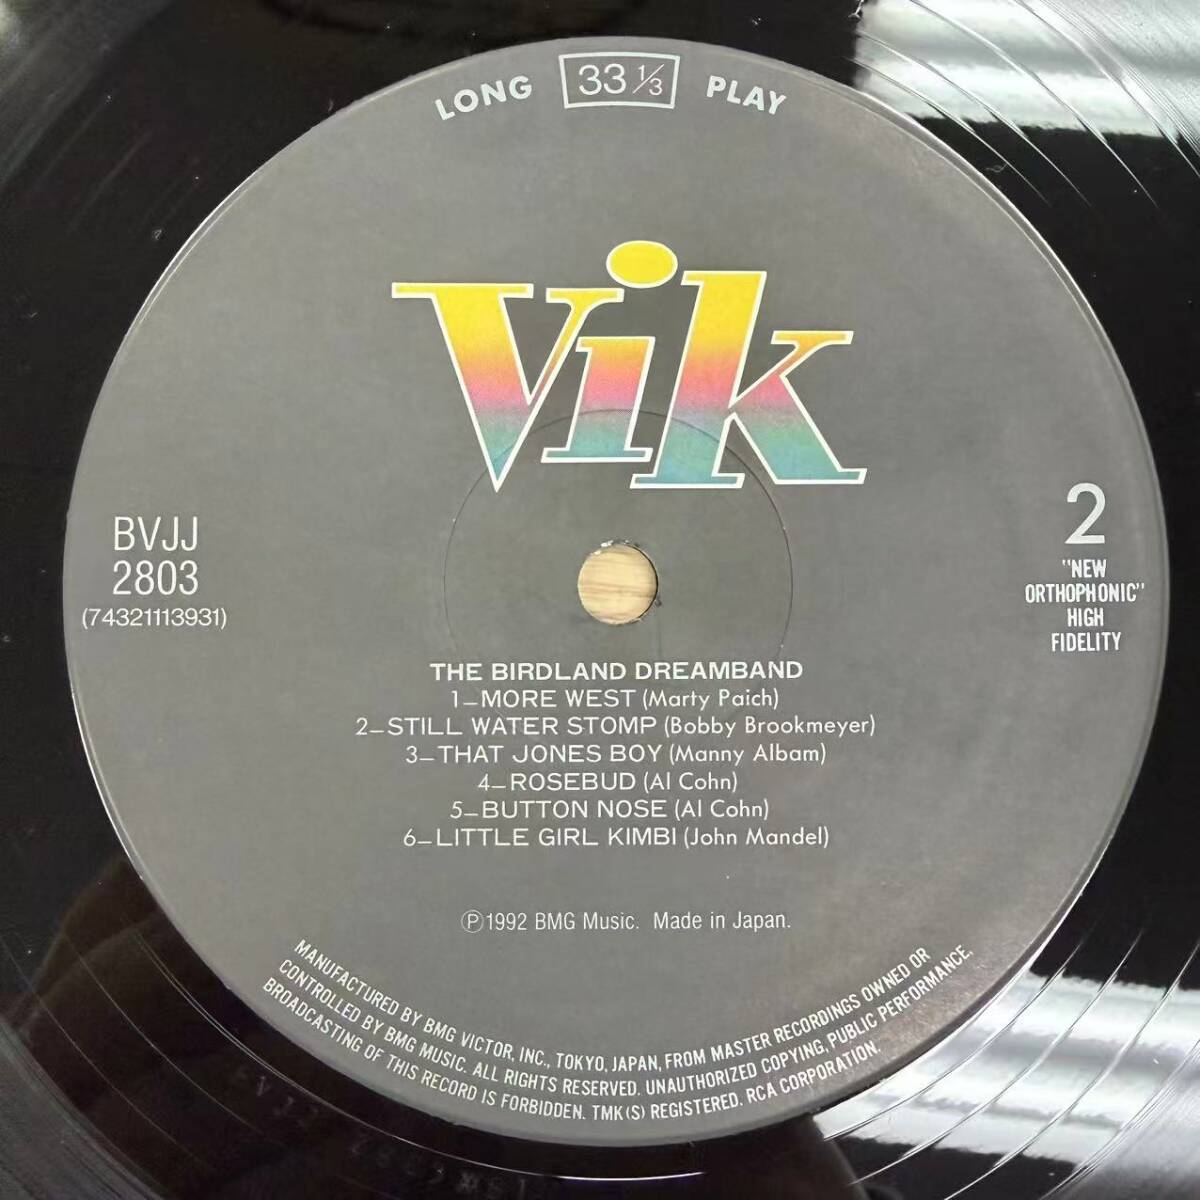 LONG 33 1/3 PLAY
Vik
BVJJ
2803
(74321113931)
2
"NEW
ORTHOPHONIC"
HIGH
FIDELITY
THE BIRDLAND DREAMBAND
1—MORE WEST (Marty Paich)
2—STILL WATER STOMP (Bobby Brookmeyer)
3—THAT JONES BOY (Manny Albam)
4—ROSEBUD (Al Cohn)
5—BUTTON NOSE (Al Cohn)
6—LITTLE GIRL KIMBI (John Mandel)
Ⓟ1992 BMG Music. Made in Japan.
MANUFACTURED BY BMG VICTOR, INC., TOKYO, JAPAN, FROM MASTER RECORDINGS OWNED OR
CONTROLLED BY BMG MUSIC. ALL RIGHTS RESERVED. UNAUTHORIZED COPYING, PUBLIC PERFORMANCE,
BROADCASTING OF THIS RECORD IS FORBIDDEN. TMK(S) REGISTERED. RCA CORPORATION.